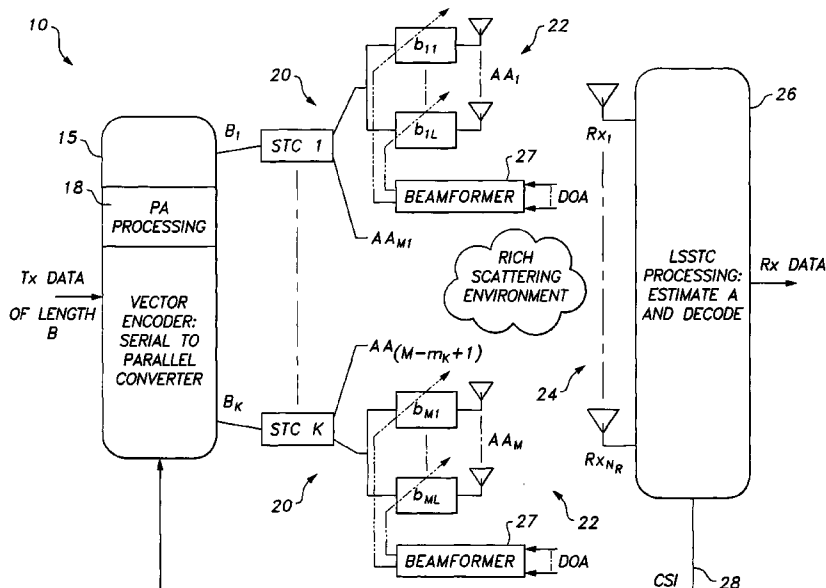 10
15
18
PA
PROCESSING
Tx DATA
OF LENGTH
B
VECTOR
ENCODER:
SERIAL TO
PARALLEL
CONVERTER
B1
BK
20
STC 1
STC K
20
b11
b1L
22
AA1
27
BEAMFORMER
DOA
AAM1
RICH
SCATTERING
ENVIRONMENT
AA(M-mK+1)
bM1
bML
AAM
22
27
BEAMFORMER
DOA
Rx1
24
RxNR
26
LSSTC
PROCESSING:
ESTIMATE A
AND DECODE
Rx DATA
CSI
28